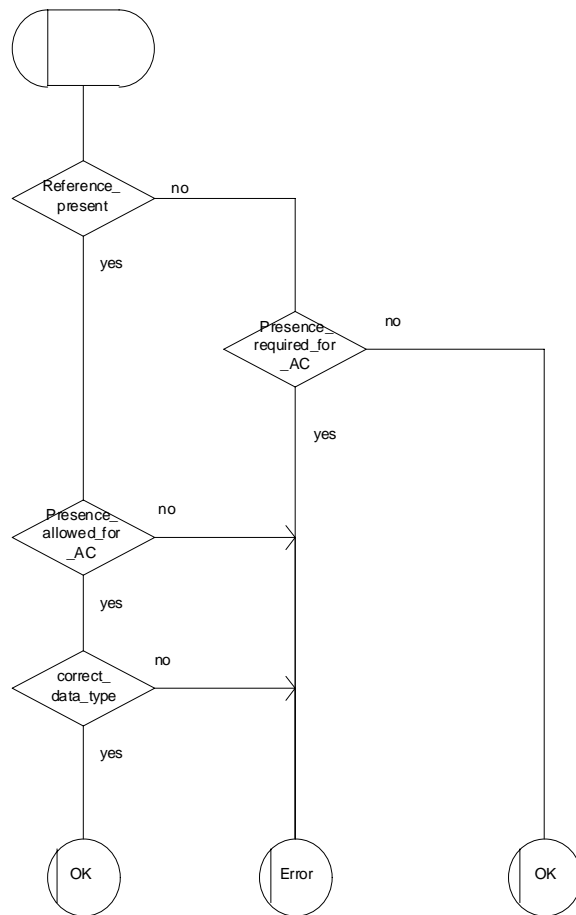 Reference_
present
no
yes
Presence_
required_for
_AC
no
yes
Presence_
allowed_for
_AC
no
yes
correct_
data_type
no
yes
OK
Error
OK